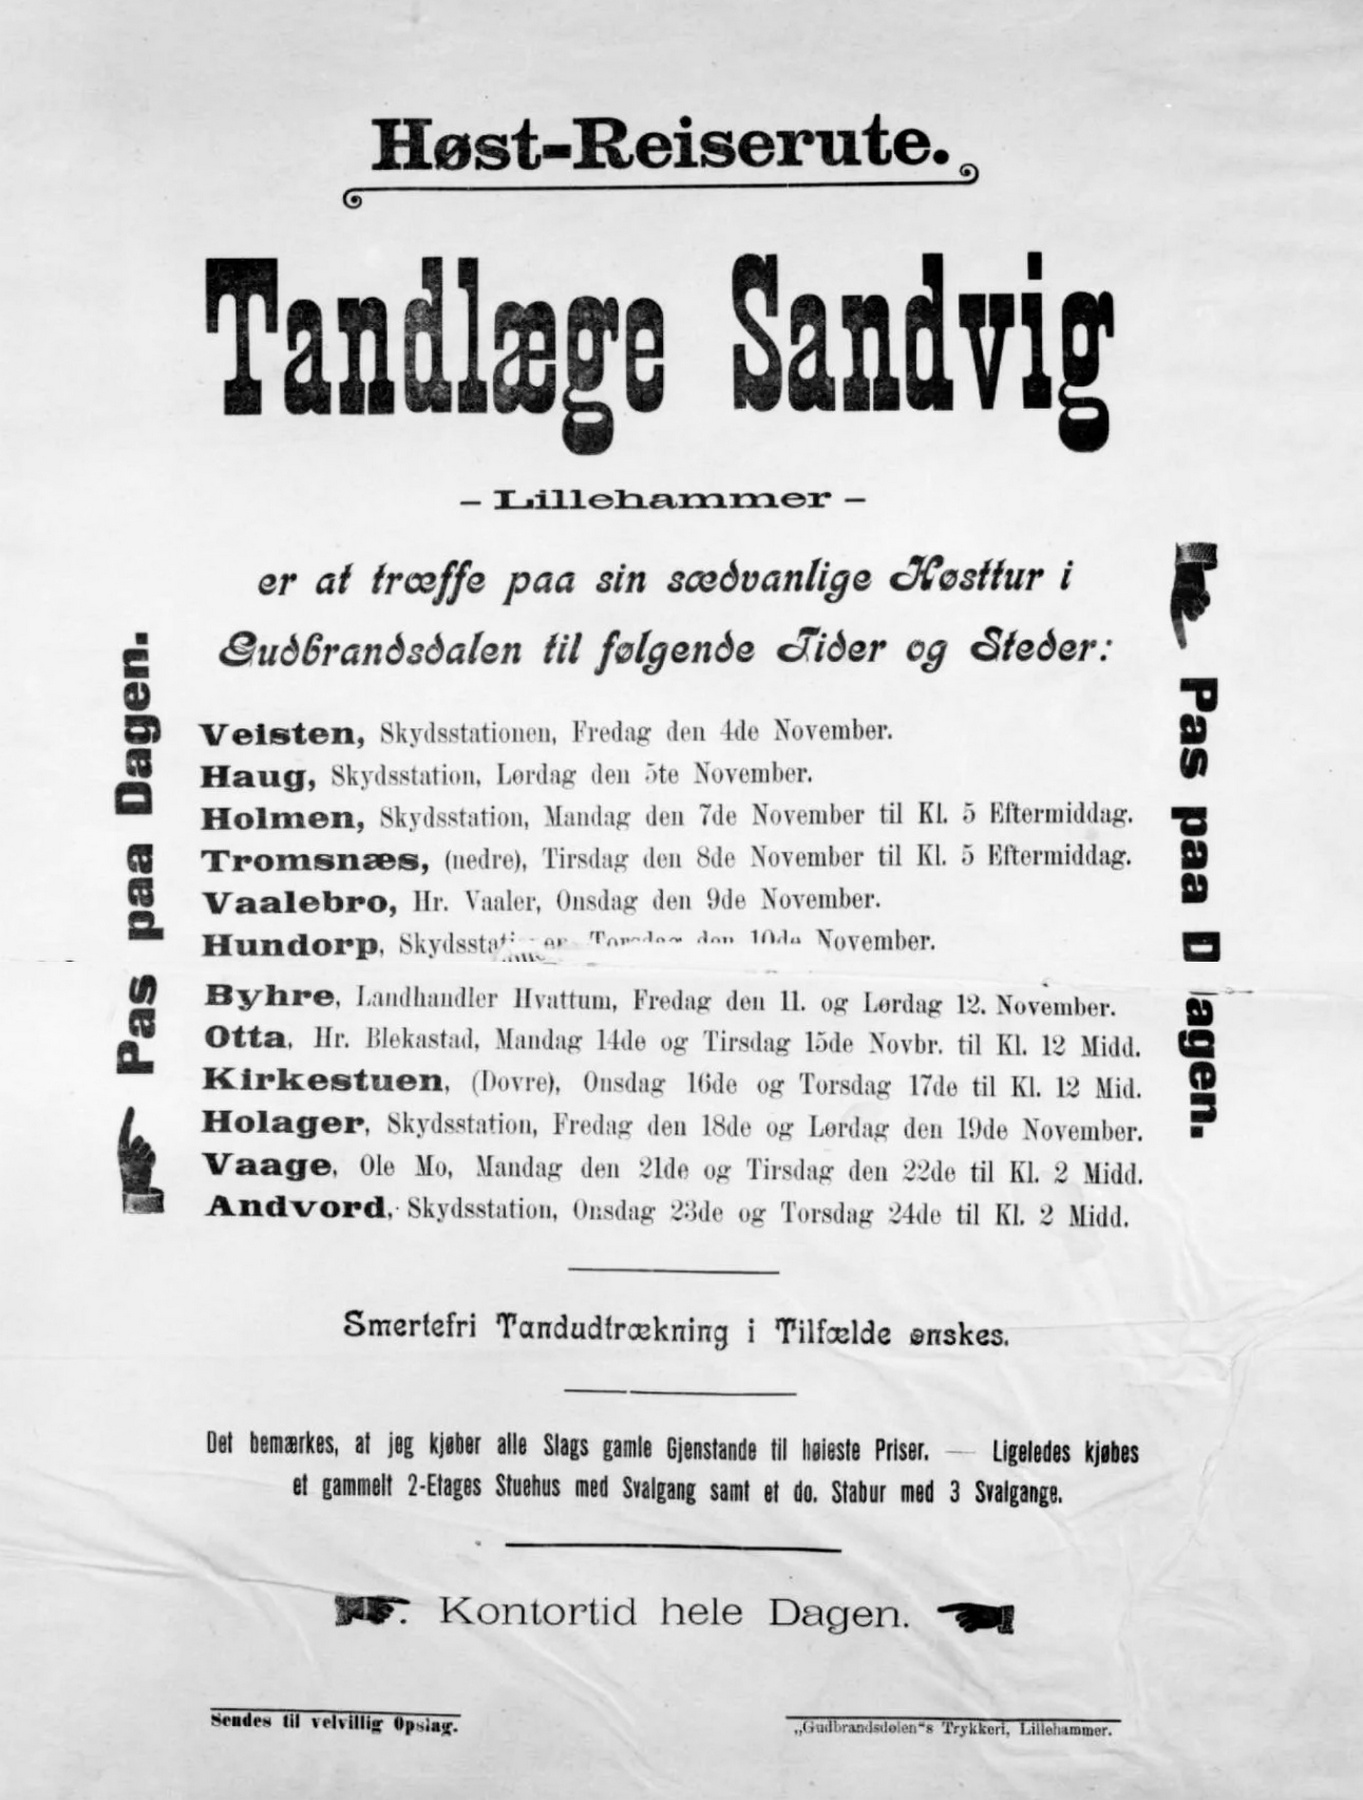 Høst-Reiserute.
Tandlæge Sandvig
- Lillehammer -
er at træffe paa sin sædvanlige Høsttur i
Gudbrandsdalen til følgende Tider og Steder:
Pas paa Dagen.
Pas paa Dagen.
Veisten, Skydsstationen, Fredag den 4de November.
Haug, Skydsstation, Lørdag den 5te November.
Holmen, Skydsstation, Mandag den 7de November til Kl. 5 Eftermiddag.
Tromsnæs, (nedre), Tirsdag den 8de November til Kl. 5 Eftermiddag.
Vaalebro, Hr. Vaaler, Onsdag den 9de November.
Hundorp, Torsdag den 10de November.
Byhre, Landhandler Hvattum, Fredag den 11. og Lørdag 12. November.
Otta, Hr. Blekastad, Mandag 14de og Tirsdag 15de Novbr. til Kl. 12 Midd.
Kirkestuen, (Dovre), Onsdag 16de og Torsdag 17de til Kl. 12 Mid.
Holager, Skydsstation, Fredag den 18de og Lørdag den 19de November.
Vaage, Ole Mo, Mandag den 21de og Tirsdag den 22de til Kl. 2 Midd.
Andvord, Skydsstation, Onsdag 23de og Torsdag 24de til Kl. 2 Midd.
Smertefri Tandudtrækning i Tilfælde ønskes.
Det bemærkes, at jeg kjøber alle Slags gamle Gjenstande til høieste Priser. — Ligeledes kjøbes
et gammelt 2-Etages Stuehus med Svalgang samt et do. Stabur med 3 Svalgange.
Kontortid hele Dagen.
Sendes til velvillig Opslag.
„Gudbrandsdølen“s Trykkeri, Lillehammer.